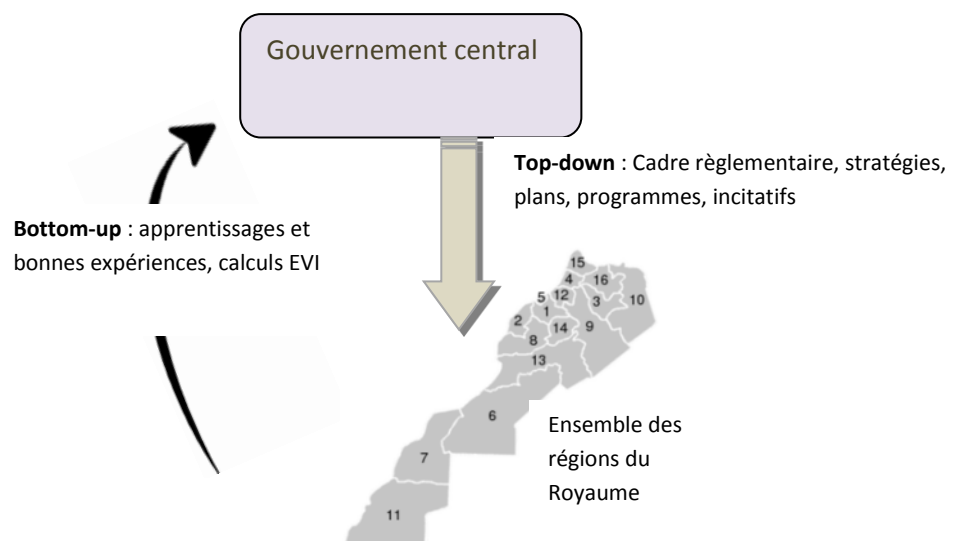 Gouvernement central
Top-down : Cadre règlementaire, stratégies,
plans, programmes, incitatifs
Bottom-up : apprentissages et
bonnes expériences, calculs EVI
15
4
16
5
12
3
10
1
2
14
9
8
13
6
Ensemble des
régions du
Royaume
7
11